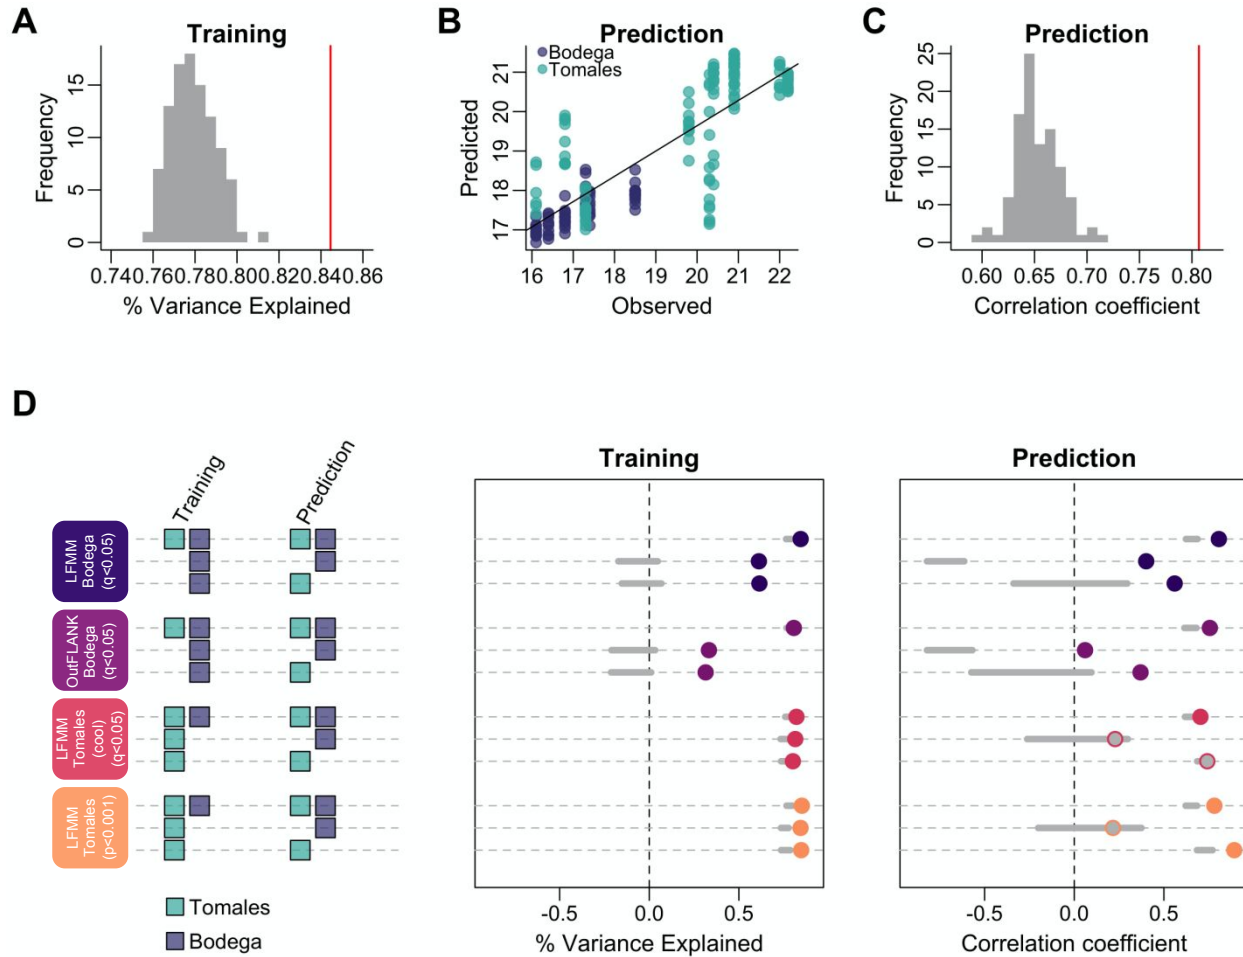 A
Training
Frequency
0
5
10
15
0.74 0.76 0.78 0.80 0.82 0.84 0.86
% Variance Explained
B
Prediction
Bodega
Tomales
Predicted
17
18
19
20
21
16 17 18 19 20 21 22
Observed
C
Prediction
Frequency
0
5
10
15
20
25
0.60 0.65 0.70 0.75 0.80
Correlation coefficient
D
Training
Prediction
LFMM
Bodega
(q<0.05)
OutFLANK
Bodega
(q<0.05)
LFMM
Tomales
(cool)
(q<0.05)
LFMM
Tomales
(p<0.001)
Tomales
Bodega
Training
-0.5 0.0 0.5
% Variance Explained
Prediction
-0.5 0.0 0.5
Correlation coefficient